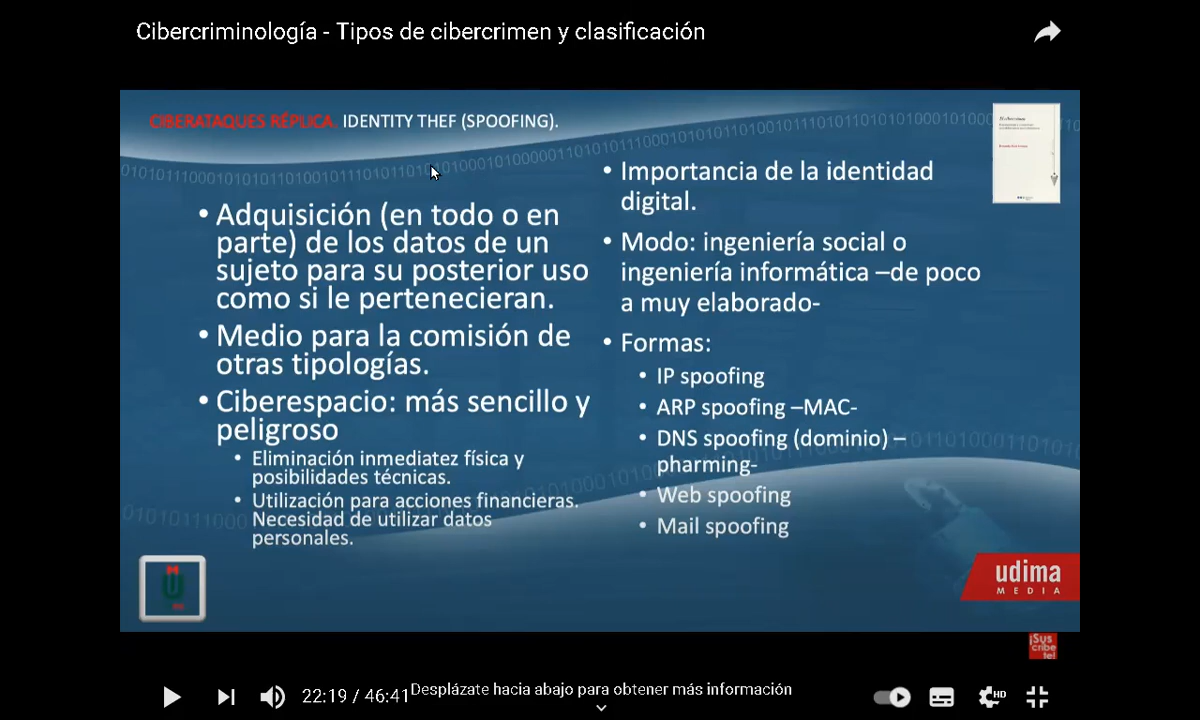 Cibercriminología - Tipos de cibercrimen y clasificación
CIBERATAQUES RÉPLICA. IDENTITY THEF (SPOOFING).
• Adquisición (en todo o en
parte) de los datos de un
sujeto para su posterior uso
como si le pertenecieran.
• Medio para la comisión de
otras tipologías.
• Ciberespacio: más sencillo y
peligroso
• Eliminación inmediatez física y
posibilidades técnicas.
• Utilización para acciones financieras.
Necesidad de utilizar datos
personales.
• Importancia de la identidad
digital.
• Modo: ingeniería social o
ingeniería informática –de poco
a muy elaborado-
• Formas:
• IP spoofing
• ARP spoofing –MAC-
• DNS spoofing (dominio) –
pharming-
• Web spoofing
• Mail spoofing
udima
MEDIA
¡Sus
cribe
te!
22:19 / 46:41
Desplázate hacia abajo para obtener más información
HD